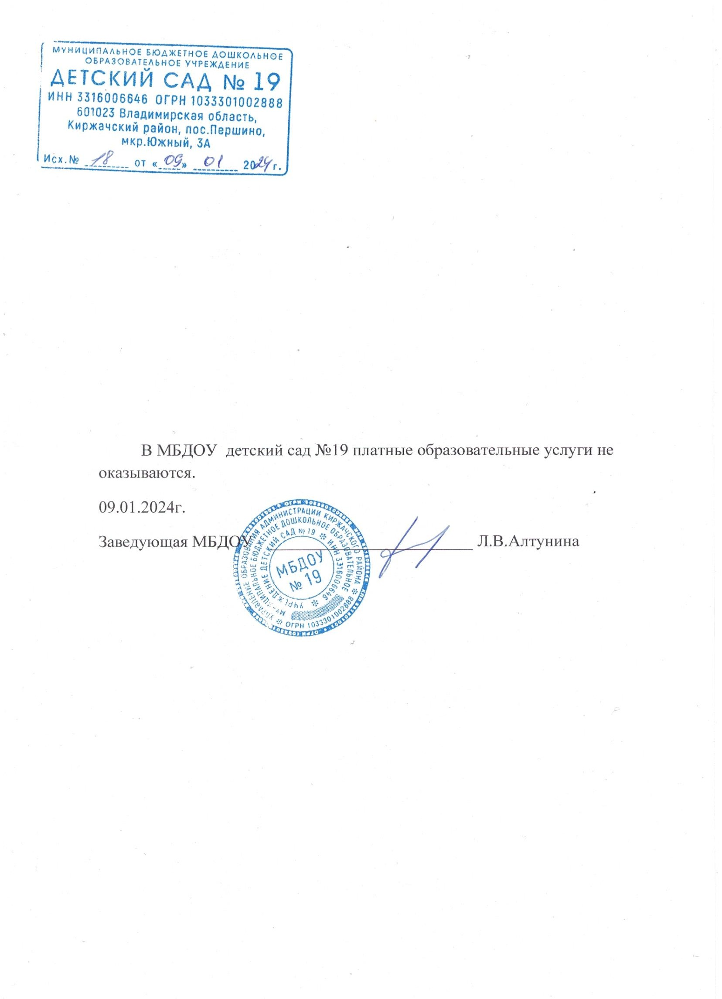 МУНИЦИПАЛЬНОЕ БЮДЖЕТНОЕ ДОШКОЛЬНОЕ
ОБРАЗОВАТЕЛЬНОЕ УЧРЕЖДЕНИЕ
ДЕТСКИЙ САД № 19
ИНН 3316006646 ОГРН 1033301002888
601023 Владимирская область,
Киржачский район, пос.Першино,
мкр.Южный, 3А
Исх.№ 18 от «09» 01 2024 г.
В МБДОУ детский сад №19 платные образовательные услуги не
оказываются.
09.01.2024г.
Заведующая МБДОУ ________________________ Л.В.Алтунина
УПРАВЛЕНИЕ ОБРАЗОВАНИЯ АДМИНИСТРАЦИИ КИРЖАЧСКОГО РАЙОНА ❊ ОГРН 1033301002888 ❊
МУНИЦИПАЛЬНОЕ БЮДЖЕТНОЕ ДОШКОЛЬНОЕ ОБРАЗОВАТЕЛЬНОЕ
УЧРЕЖДЕНИЕ ДЕТСКИЙ САД № 19 ❊ ИНН 3316006646 ❊
МБДОУ
№ 19